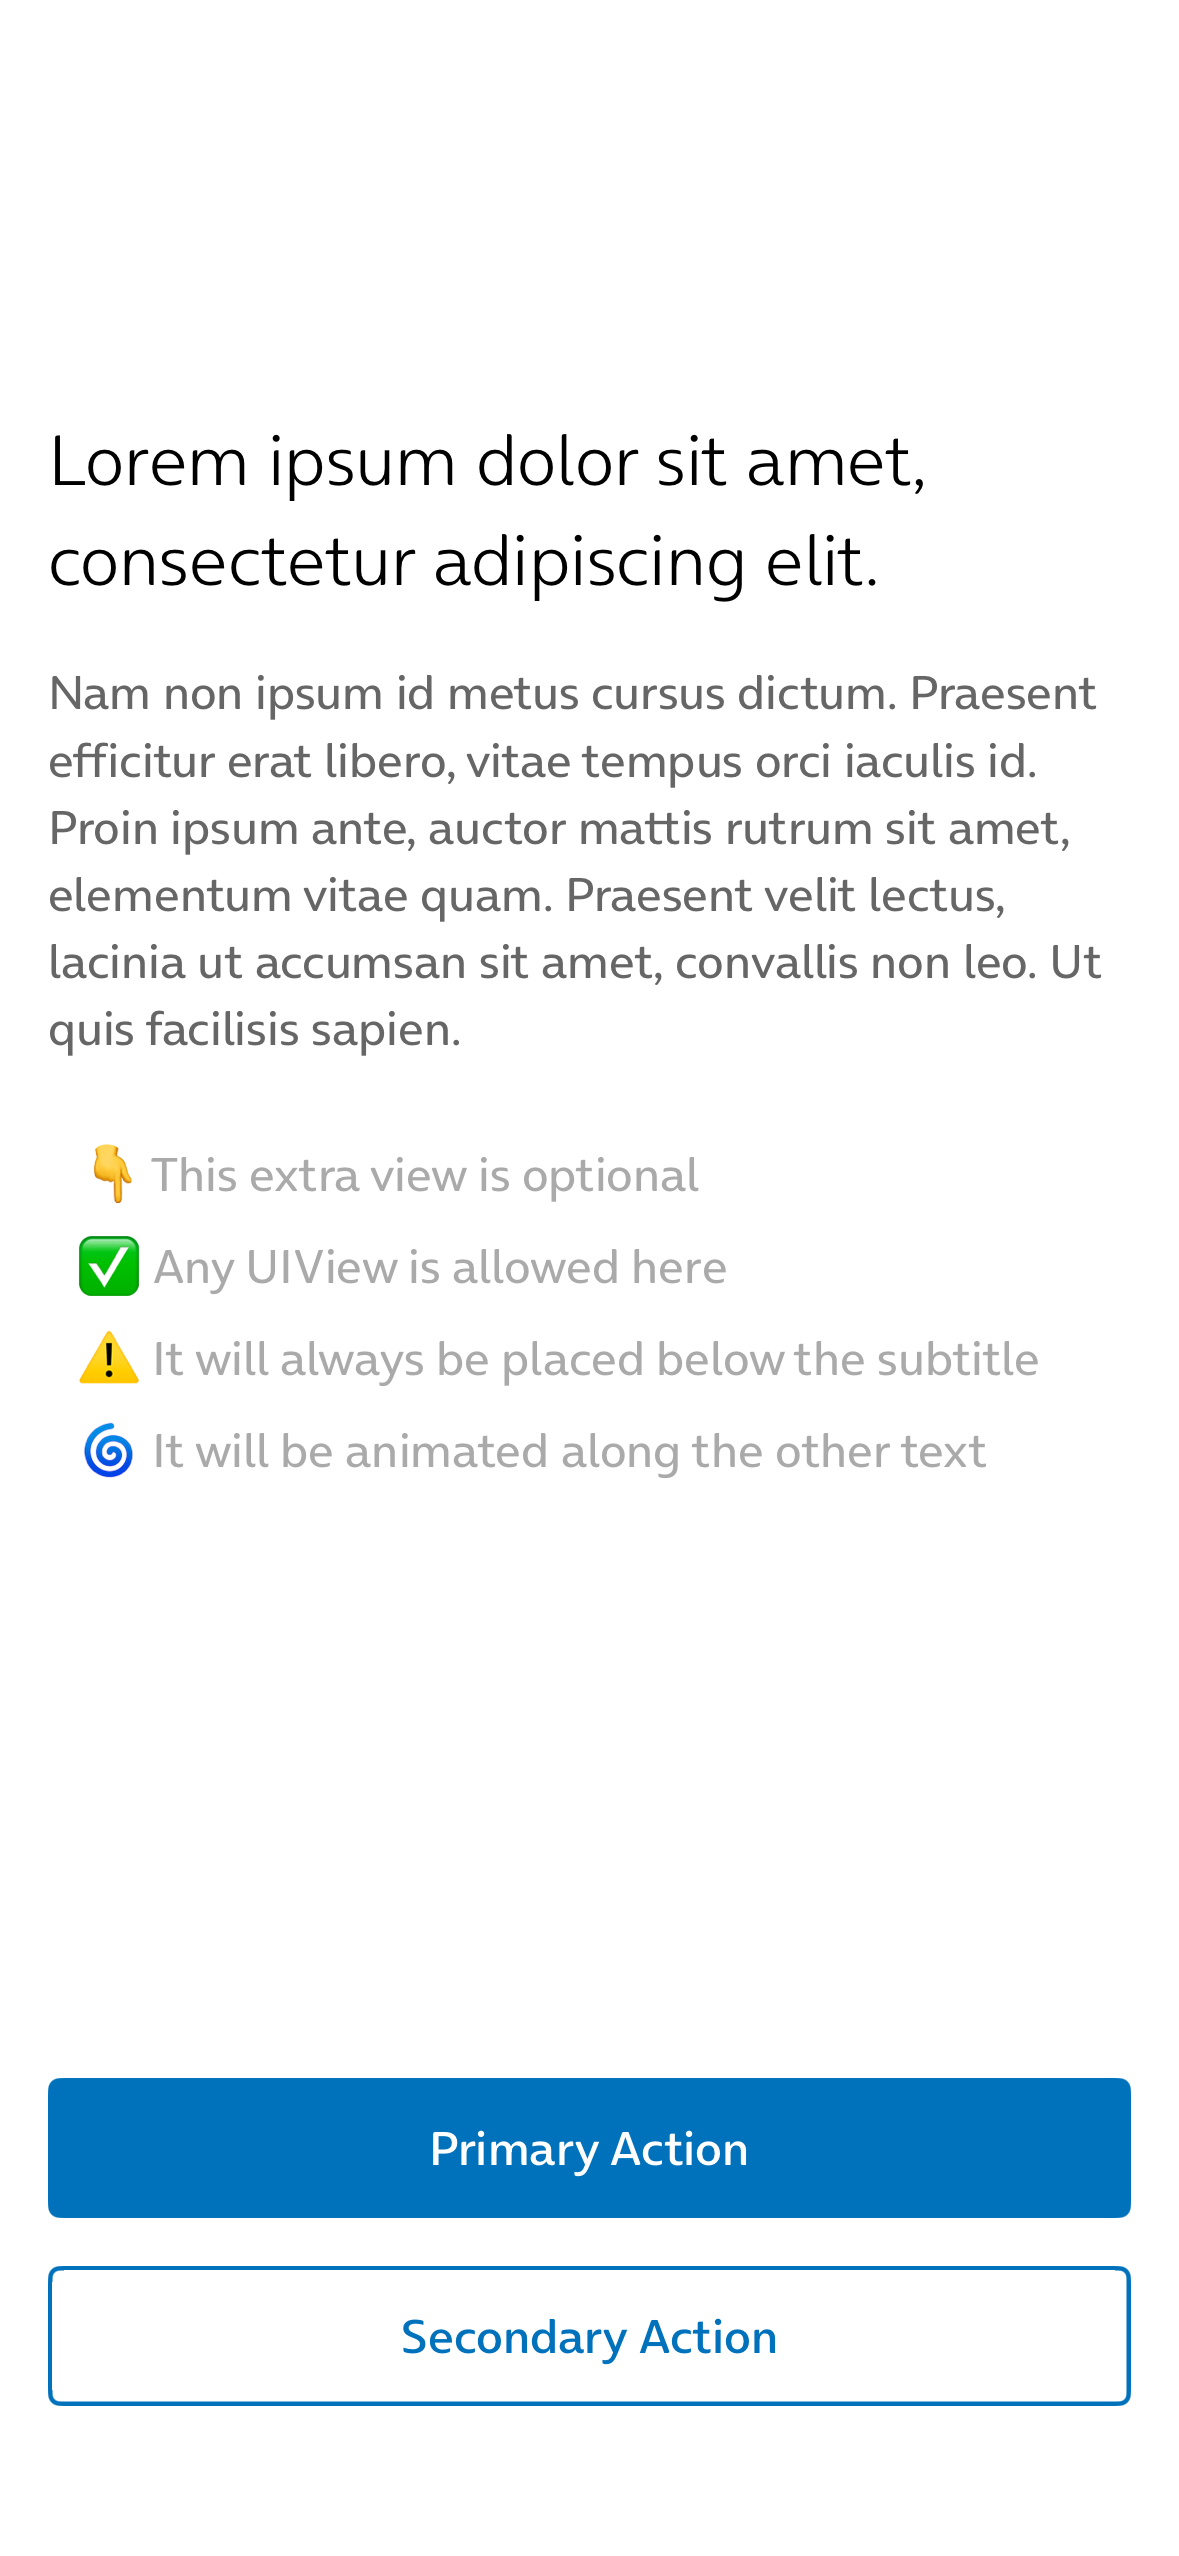 Lorem ipsum dolor sit amet,
consectetur adipiscing elit.
Nam non ipsum id metus cursus dictum. Praesent
efficitur erat libero, vitae tempus orci iaculis id.
Proin ipsum ante, auctor mattis rutrum sit amet,
elementum vitae quam. Praesent velit lectus,
lacinia ut accumsan sit amet, convallis non leo. Ut
quis facilisis sapien.
👇 This extra view is optional
✅ Any UIView is allowed here
⚠️ It will always be placed below the subtitle
🌀 It will be animated along the other text
Primary Action
Secondary Action